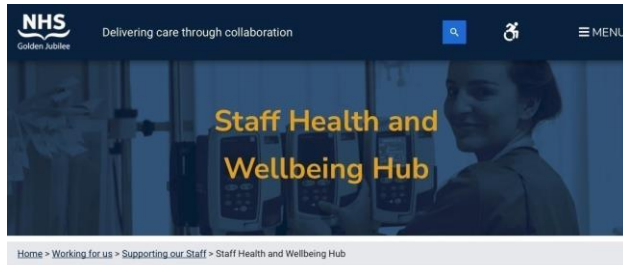 NHS
Golden Jubilee
Delivering care through collaboration
MENU
Staff Health and
Wellbeing Hub
Home > Working for us > Supporting our Staff > Staff Health and Wellbeing Hub